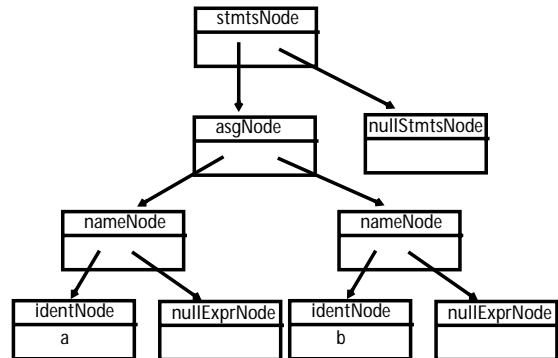 stmtsNode
asgNode
nullStmtsNode
nameNode
nameNode
identNode
nullExprNode
identNode
nullExprNode
a
b